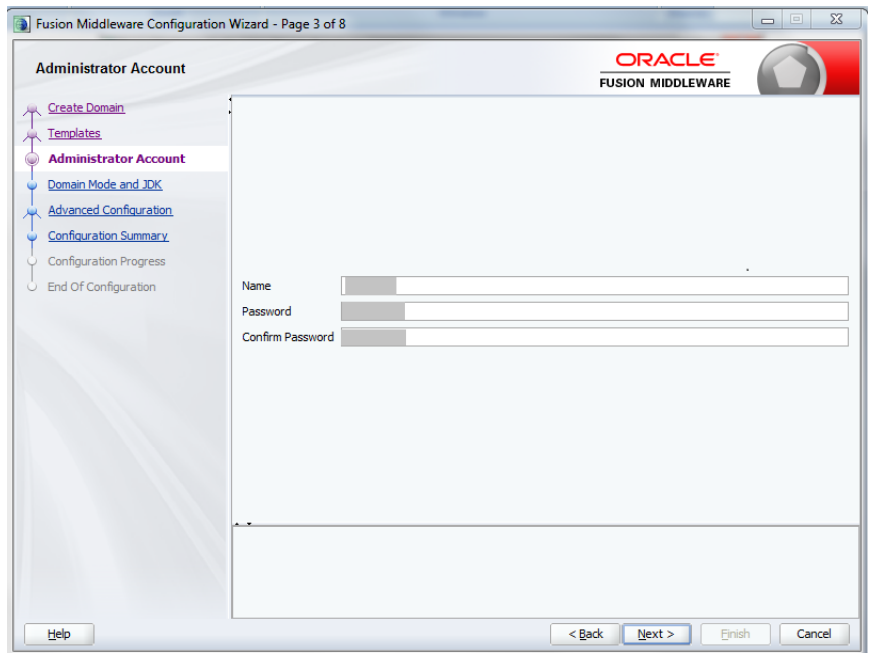 Fusion Middleware Configuration Wizard - Page 3 of 8
Administrator Account
ORACLE
FUSION MIDDLEWARE
Create Domain
Templates
Administrator Account
Domain Mode and JDK
Advanced Configuration
Configuration Summary
Configuration Progress
End Of Configuration
Name
Password
Confirm Password
Help
< Back
Next >
Finish
Cancel